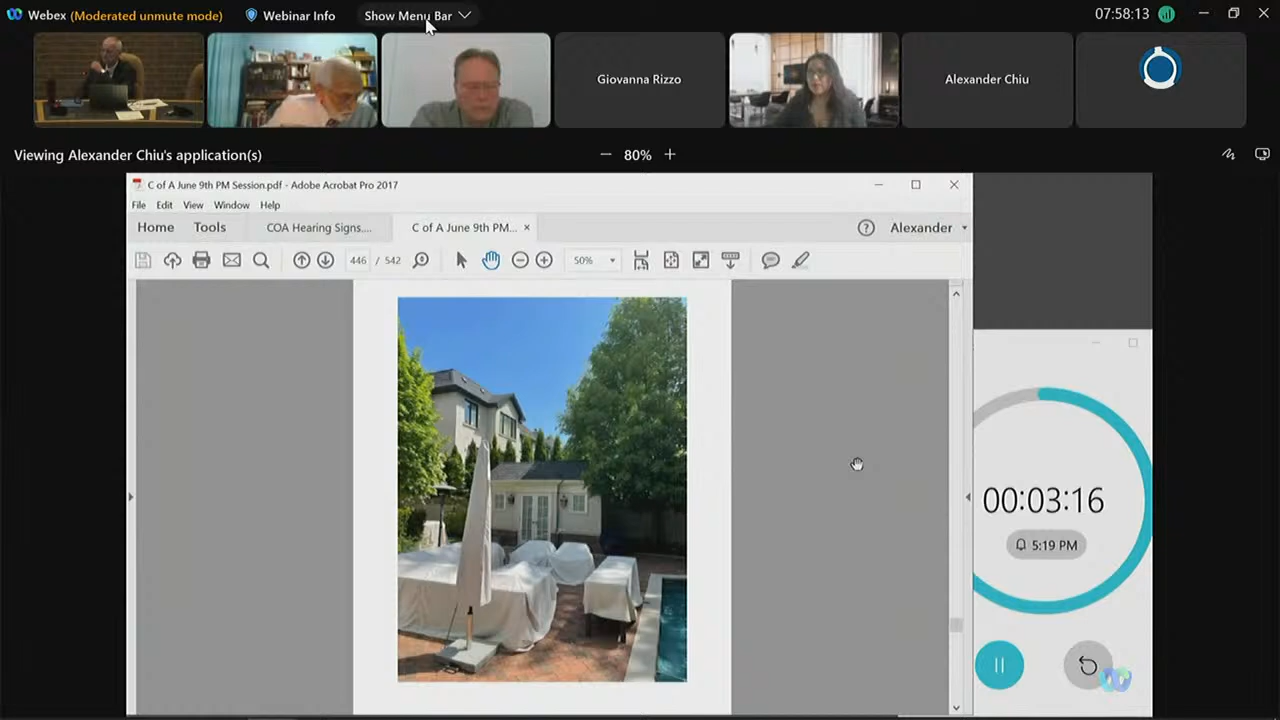 Webex (Moderated unmute mode) Webinar Info Show Menu Bar 07:58:13
Giovanna Rizzo
Alexander Chiu
Viewing Alexander Chiu's application(s) 80%
C of A June 9th PM Session.pdf - Adobe Acrobat Pro 2017
File Edit View Window Help
Home Tools COA Hearing Signs.... C of A June 9th PM... Alexander
446 / 542 50%
00:03:16
5:19 PM